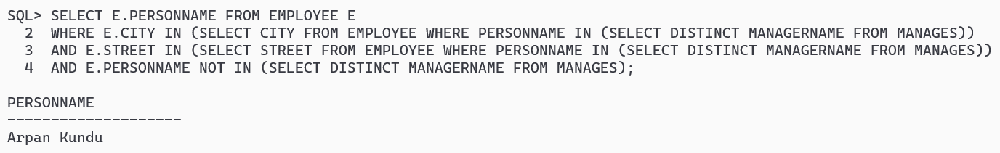 SQL> SELECT E.PERSONNAME FROM EMPLOYEE E
  2  WHERE E.CITY IN (SELECT CITY FROM EMPLOYEE WHERE PERSONNAME IN (SELECT DISTINCT MANAGERNAME FROM MANAGES))
  3  AND E.STREET IN (SELECT STREET FROM EMPLOYEE WHERE PERSONNAME IN (SELECT DISTINCT MANAGERNAME FROM MANAGES))
  4  AND E.PERSONNAME NOT IN (SELECT DISTINCT MANAGERNAME FROM MANAGES);
PERSONNAME
--------------------
Arpan Kundu